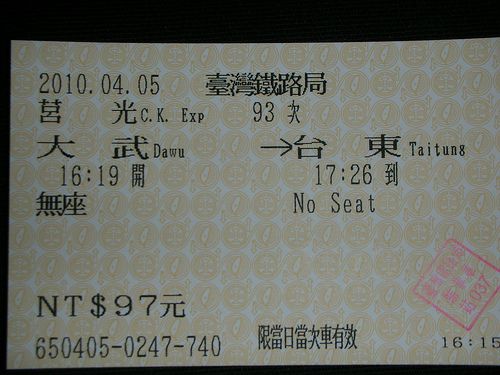 2010.04.05 臺灣鐵路局
莒 光 C.K. Exp 93 次
大 武 Dawu →台 東 Taitung
16:19 開 17:26 到
無座 No Seat
NT$97元
650405-0247-740 限當日當次車有效 16:15